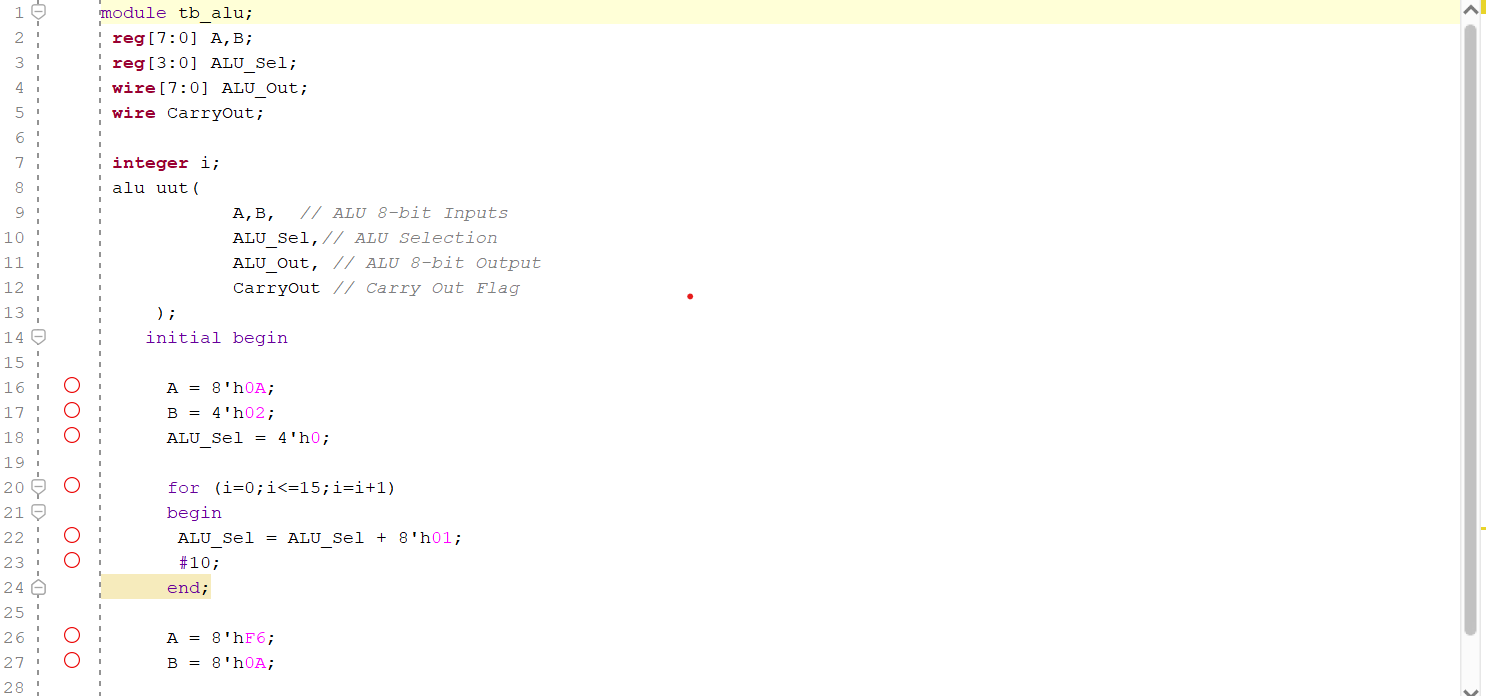 1 module tb_alu;
2 reg[7:0] A,B;
3 reg[3:0] ALU_Sel;
4 wire[7:0] ALU_Out;
5 wire CarryOut;
6
7 integer i;
8 alu uut(
9 A,B,  // ALU 8-bit Inputs
10 ALU_Sel,// ALU Selection
11 ALU_Out, // ALU 8-bit Output
12 CarryOut // Carry Out Flag
13 );
14 initial begin
15
16 A = 8'h0A;
17 B = 4'h02;
18 ALU_Sel = 4'h0;
19
20 for (i=0;i<=15;i=i+1)
21 begin
22 ALU_Sel = ALU_Sel + 8'h01;
23 #10;
24 end;
25
26 A = 8'hF6;
27 B = 8'h0A;
28